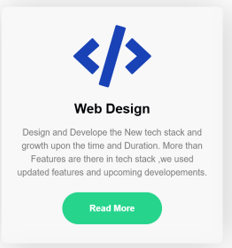 Web Design
Design and Develope the New tech stack and
growth upon the time and Duration. More than
Features are there in tech stack ,we used
updated features and upcoming developements.
Read More